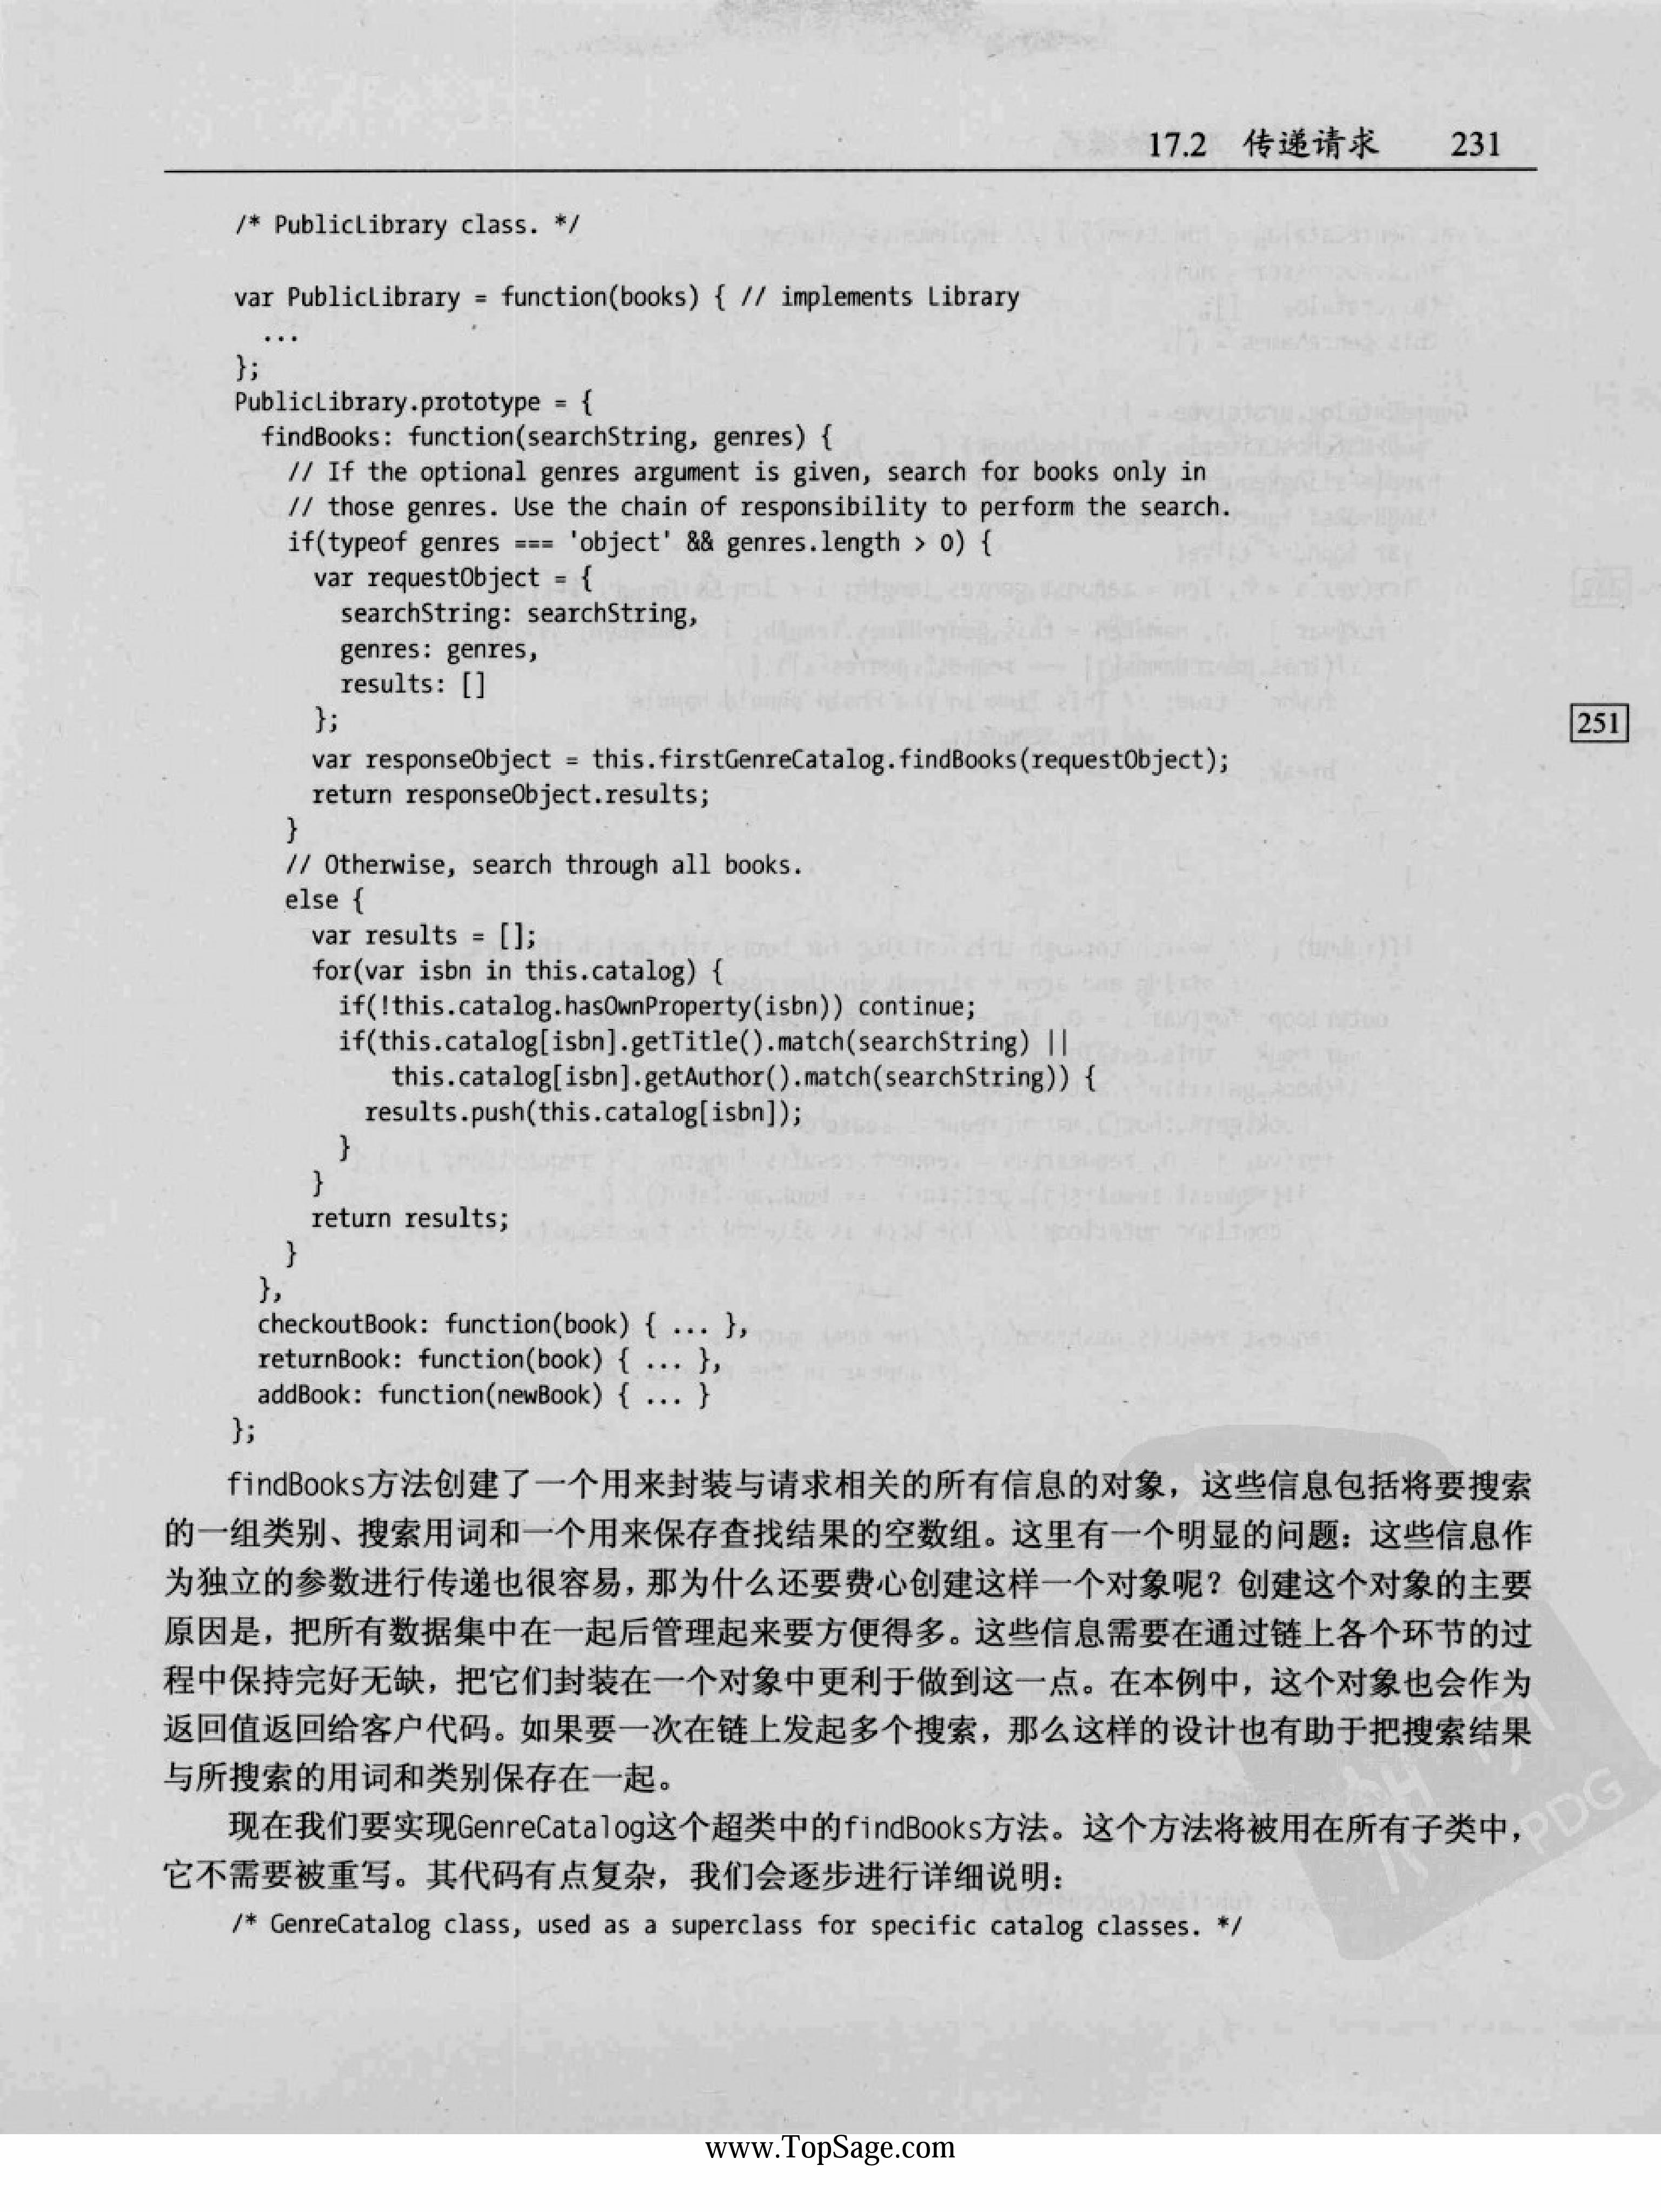 17.2 传递请求 231
/* PublicLibrary class. */
var PublicLibrary = function(books) { // implements Library
...
};
PublicLibrary.prototype = {
findBooks: function(searchString, genres) {
// If the optional genres argument is given, search for books only in
// those genres. Use the chain of responsibility to perform the search.
if(typeof genres === 'object' && genres.length > 0) {
var requestObject = {
searchString: searchString,
genres: genres,
results: []
};
251
var responseObject = this.firstGenreCatalog.findBooks(requestObject);
return responseObject.results;
}
// Otherwise, search through all books.
else {
var results = [];
for(var isbn in this.catalog) {
if(!this.catalog.hasOwnProperty(isbn)) continue;
if(this.catalog[isbn].getTitle().match(searchString) ||
this.catalog[isbn].getAuthor().match(searchString)) {
results.push(this.catalog[isbn]);
}
}
return results;
}
},
checkoutBook: function(book) { ... },
returnBook: function(book) { ... },
addBook: function(newBook) { ... }
};
findBooks方法创建了一个用来封装与请求相关的所有信息的对象，这些信息包括将要搜索
的一组类别、搜索用词和一个用来保存查找结果的空数组。这里有一个明显的问题：这些信息作
为独立的参数进行传递也很容易，那为什么还要费心创建这样一个对象呢？创建这个对象的主要
原因是，把所有数据集中在一起后管理起来要方便得多。这些信息需要在通过链上各个环节的过
程中保持完好无缺，把它们封装在一个对象中更利于做到这一点。在本例中，这个对象也会作为
返回值返回给客户代码。如果要一次在链上发起多个搜索，那么这样的设计也有助于把搜索结果
与所搜索的用词和类别保存在一起。
现在我们要实现GenreCatalog这个超类中的findBooks方法。这个方法将被用在所有子类中，
它不需要被重写。其代码有点复杂，我们会逐步进行详细说明：
/* GenreCatalog class, used as a superclass for specific catalog classes. */
PDG
www.TopSage.com